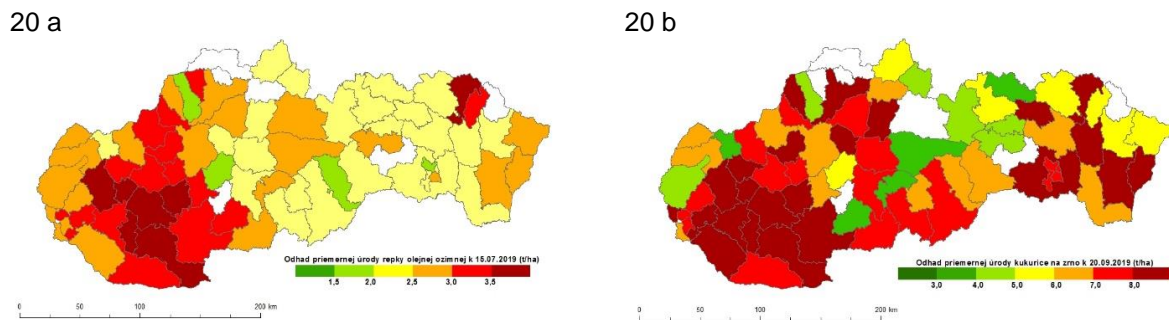 20 a
20 b
Odhad priemernej úrody repky olejnej ozimnej k 15.07.2019 (t/ha)
1,5 2,0 2,5 3,0 3,5
0 50 100 200 km
Odhad priemernej úrody kukurice na zrno k 20.09.2019 (t/ha)
3,0 4,0 5,0 6,0 7,0 8,0
0 50 100 200 km